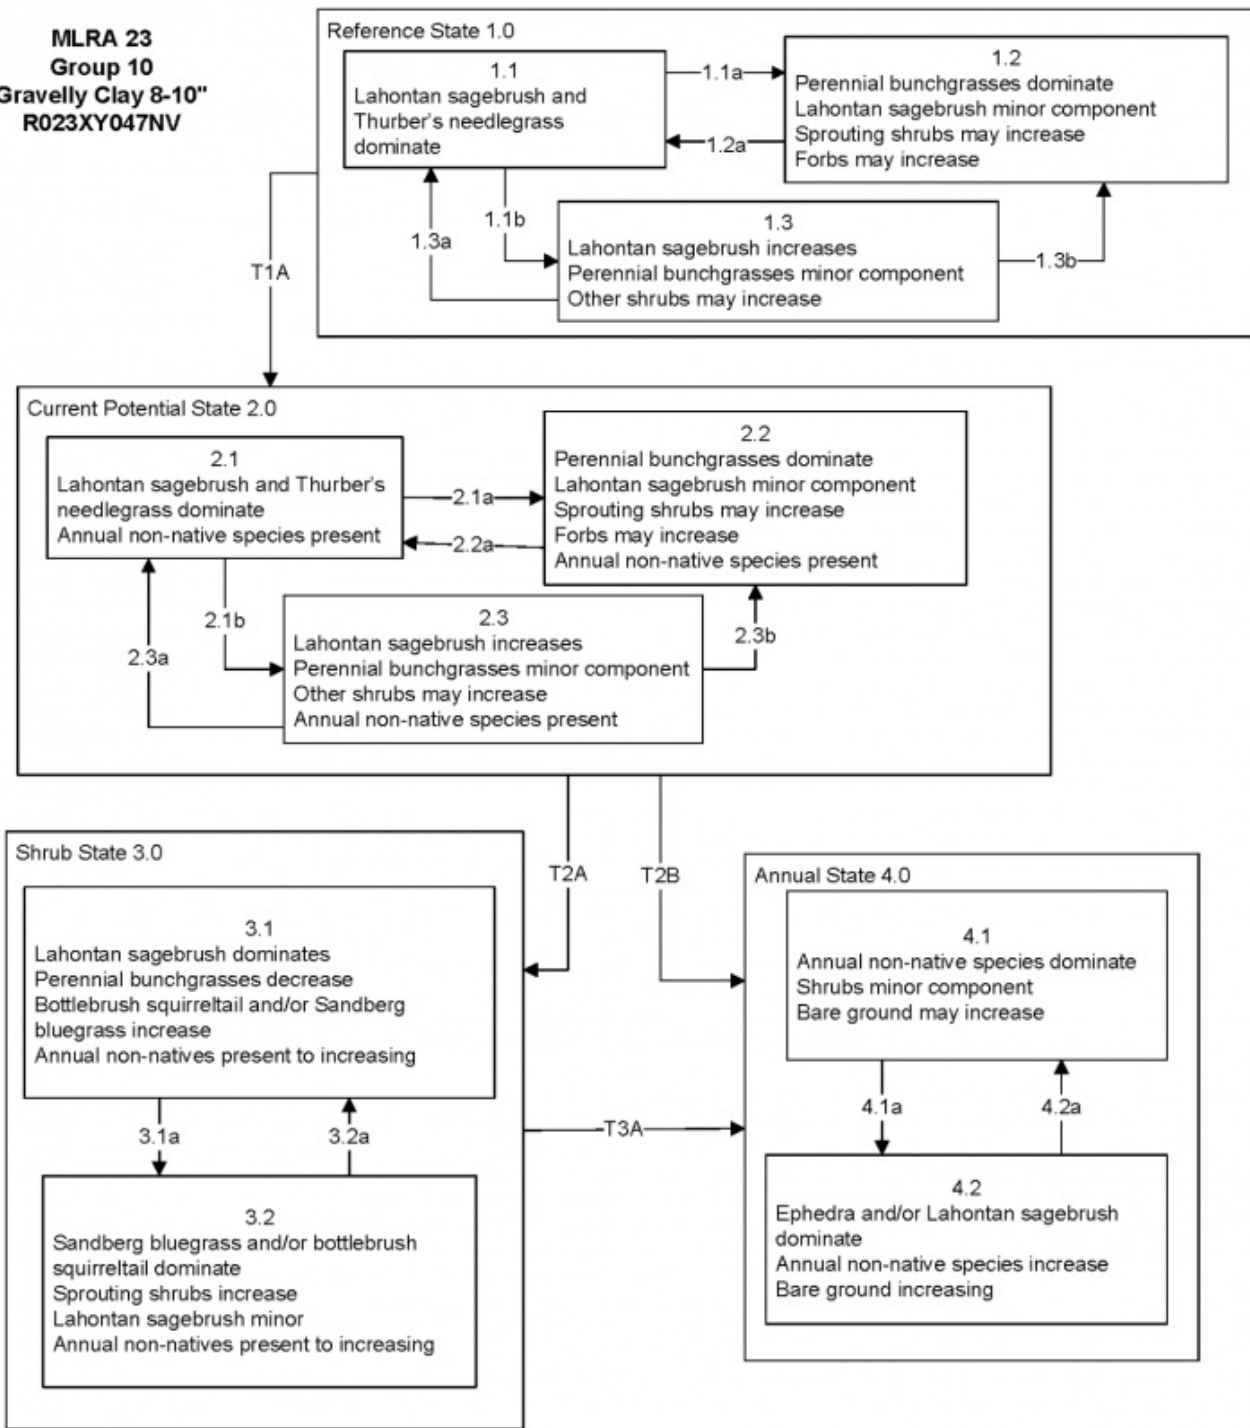 MLRA 23
Group 10
Gravelly Clay 8-10"
R023XY047NV
Reference State 1.0
1.1
Lahontan sagebrush and
Thurber's needlegrass
dominate
1.1a
1.2a
1.2
Perennial bunchgrasses dominate
Lahontan sagebrush minor component
Sprouting shrubs may increase
Forbs may increase
1.1b
1.3a
1.3
Lahontan sagebrush increases
Perennial bunchgrasses minor component
Other shrubs may increase
1.3b
T1A
Current Potential State 2.0
2.1
Lahontan sagebrush and Thurber's
needlegrass dominate
Annual non-native species present
2.1a
2.2a
2.2
Perennial bunchgrasses dominate
Lahontan sagebrush minor component
Sprouting shrubs may increase
Forbs may increase
Annual non-native species present
2.1b
2.3a
2.3
Lahontan sagebrush increases
Perennial bunchgrasses minor component
Other shrubs may increase
Annual non-native species present
2.3b
T2A
T2B
Shrub State 3.0
3.1
Lahontan sagebrush dominates
Perennial bunchgrasses decrease
Bottlebrush squirreltail and/or Sandberg
bluegrass increase
Annual non-natives present to increasing
3.1a
3.2a
3.2
Sandberg bluegrass and/or bottlebrush
squirreltail dominate
Sprouting shrubs increase
Lahontan sagebrush minor
Annual non-natives present to increasing
T3A
Annual State 4.0
4.1
Annual non-native species dominate
Shrubs minor component
Bare ground may increase
4.1a
4.2a
4.2
Ephedra and/or Lahontan sagebrush
dominate
Annual non-native species increase
Bare ground increasing